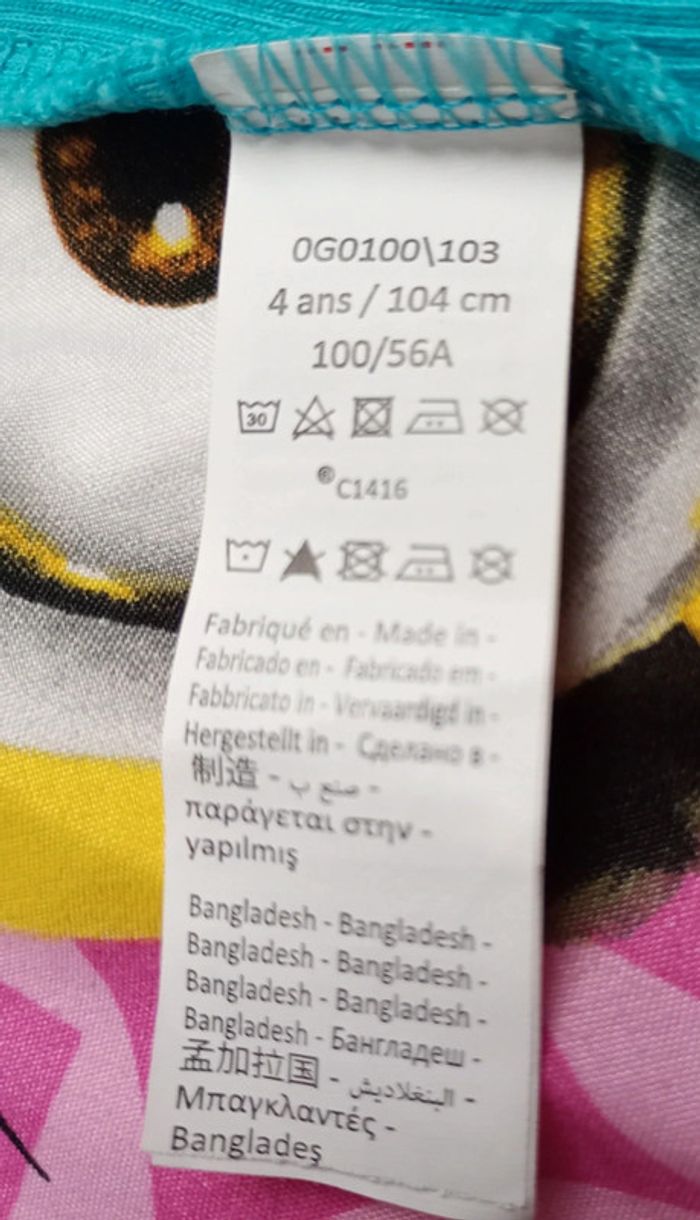 0G0100\103
4 ans / 104 cm
100/56A
30
®C1416
Fabriqué en - Made in -
Fabricado en - Fabricado em -
Fabbricato in - Vervaardigd in -
Hergestellt in - Сделано в -
制造 - صنع ب -
παράγεται στην -
yapılmış
Bangladesh - Bangladesh -
Bangladesh - Bangladesh -
Bangladesh - Bangladesh -
Bangladesh - Бангладеш -
孟加拉国 - البنغلاديش -
Μπαγκλαντές -
Bangladeş